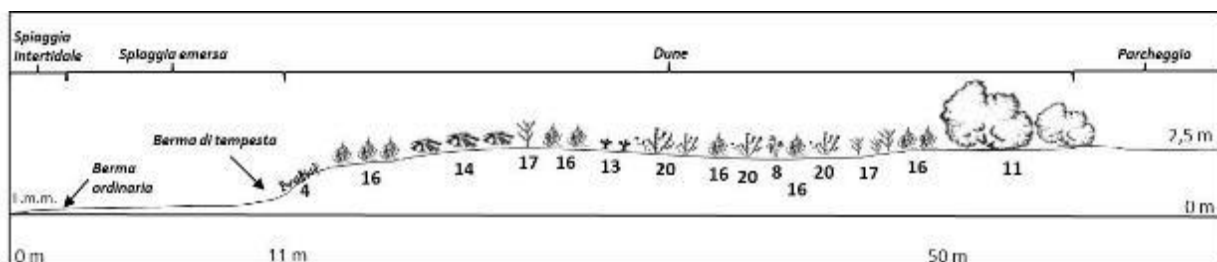 Spiaggia
Intertidale
Spiaggia emersa
Dune
Parcheggio
Berma di tempesta
Berma
ordinaria
l.m.m.
2,5 m
0 m
4
16
14
17
16
13
20
16
20
8
16
20
17
16
11
0 m
11 m
50 m